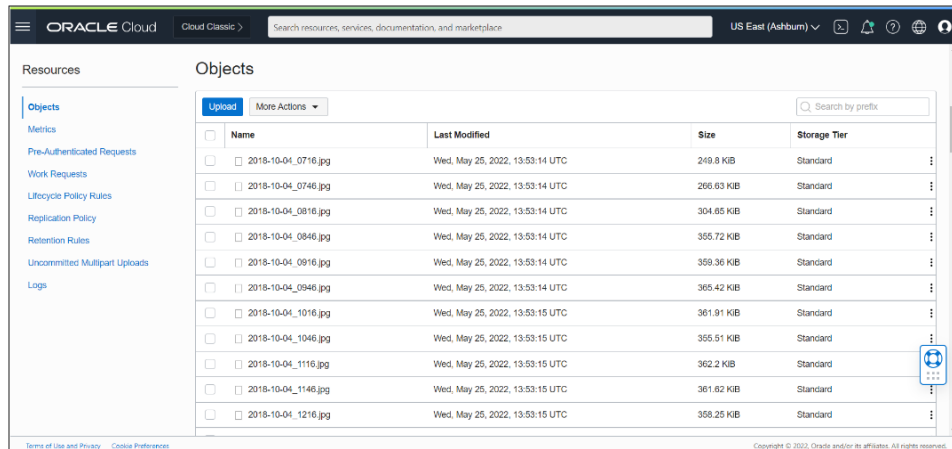 ORACLE Cloud
Cloud Classic >
Search resources, services, documentation, and marketplace
US East (Ashburn)
Resources
Objects
Metrics
Pre-Authenticated Requests
Work Requests
Lifecycle Policy Rules
Replication Policy
Retention Rules
Uncommitted Multipart Uploads
Logs
Objects
Upload More Actions
Search by prefix
Name Last Modified Size Storage Tier
2018-10-04_0716.jpg Wed, May 25, 2022, 13:53:14 UTC 249.8 KiB Standard
2018-10-04_0746.jpg Wed, May 25, 2022, 13:53:14 UTC 266.63 KiB Standard
2018-10-04_0816.jpg Wed, May 25, 2022, 13:53:14 UTC 304.65 KiB Standard
2018-10-04_0846.jpg Wed, May 25, 2022, 13:53:14 UTC 355.72 KiB Standard
2018-10-04_0916.jpg Wed, May 25, 2022, 13:53:14 UTC 359.36 KiB Standard
2018-10-04_0946.jpg Wed, May 25, 2022, 13:53:14 UTC 365.42 KiB Standard
2018-10-04_1016.jpg Wed, May 25, 2022, 13:53:15 UTC 361.91 KiB Standard
2018-10-04_1046.jpg Wed, May 25, 2022, 13:53:15 UTC 355.51 KiB Standard
2018-10-04_1116.jpg Wed, May 25, 2022, 13:53:15 UTC 362.2 KiB Standard
2018-10-04_1146.jpg Wed, May 25, 2022, 13:53:15 UTC 361.62 KiB Standard
2018-10-04_1216.jpg Wed, May 25, 2022, 13:53:15 UTC 358.25 KiB Standard
Terms of Use and Privacy Cookie Preferences
Copyright © 2022, Oracle and/or its affiliates. All rights reserved.